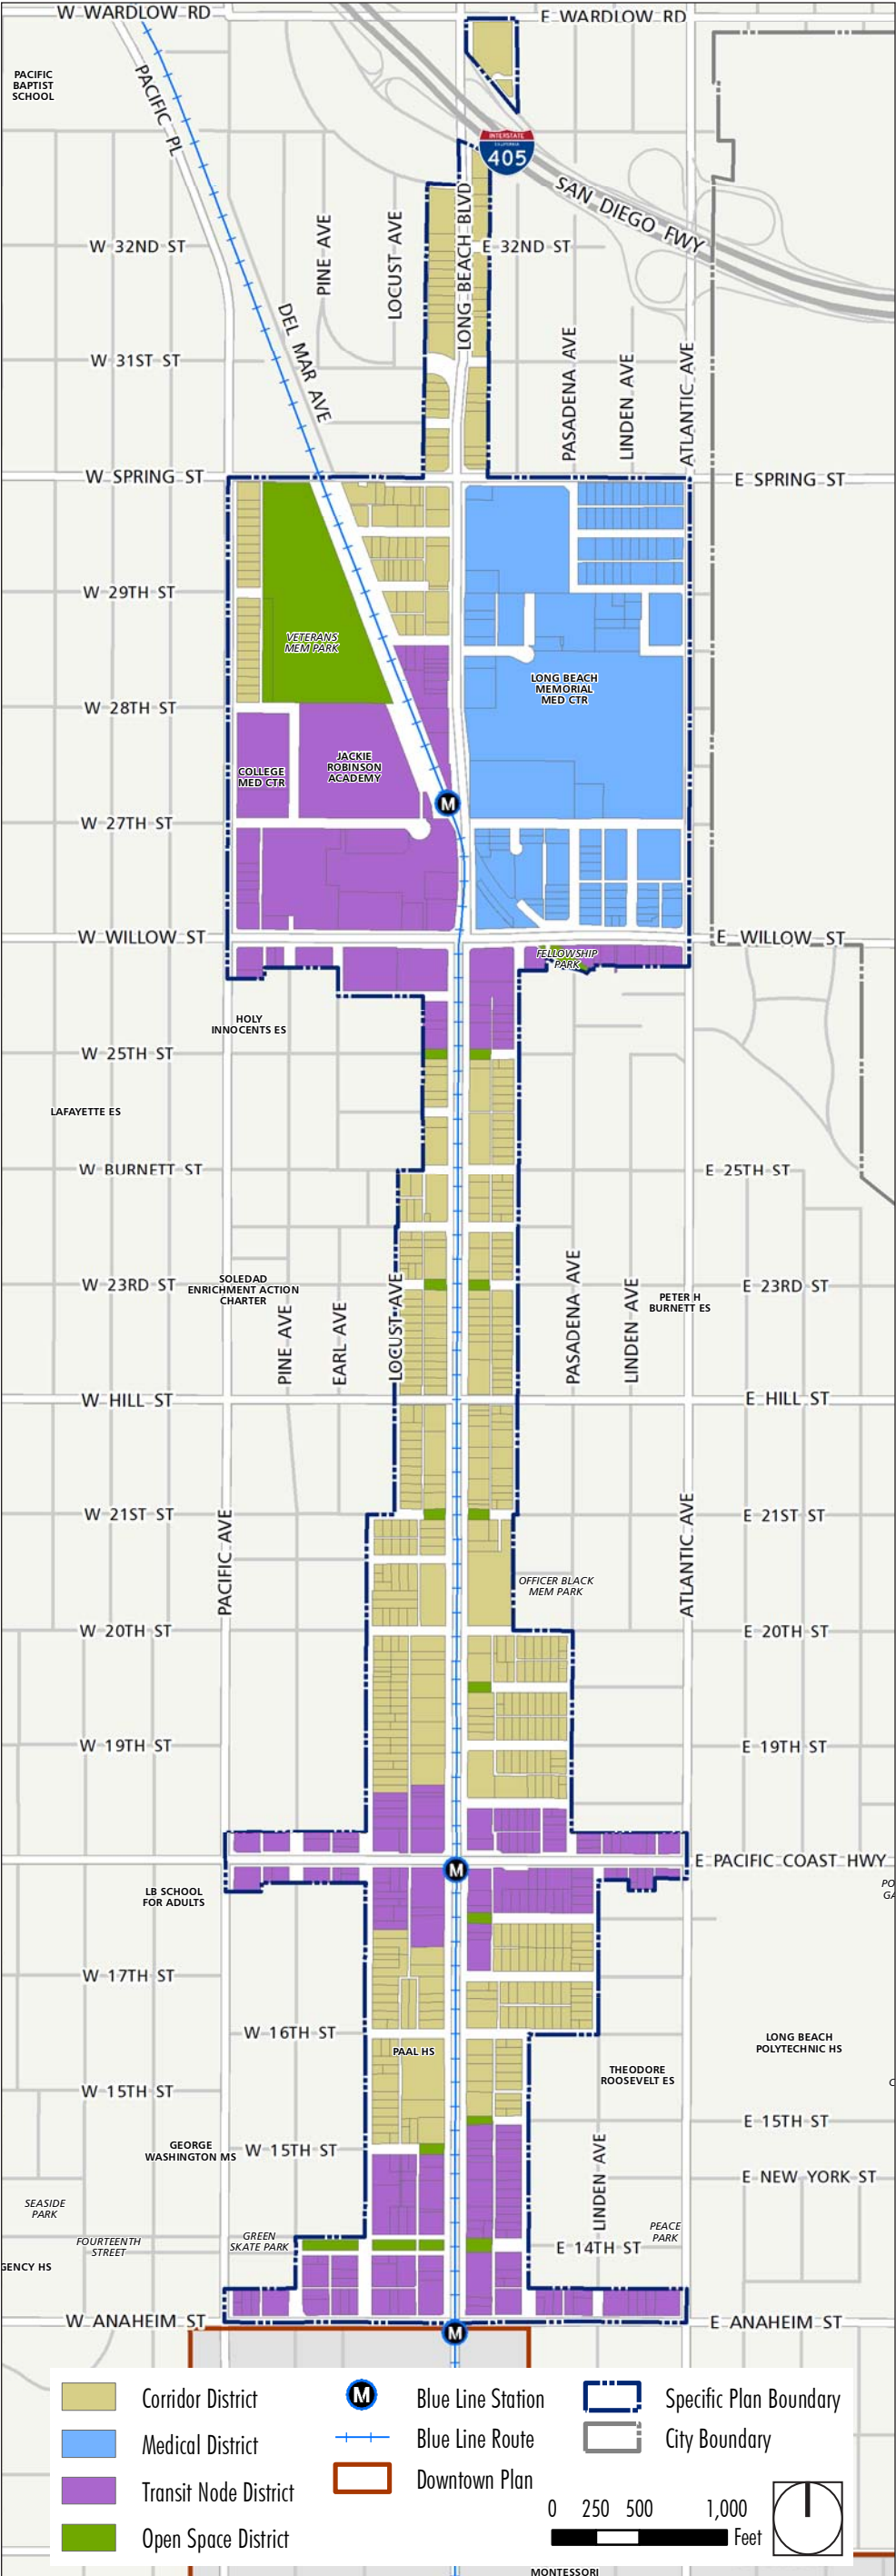 W WARDLOW RD
E WARDLOW RD
PACIFIC
BAPTIST
SCHOOL
PACIFIC PL
INTERSTATE
CALIFORNIA
405
SAN DIEGO FWY
LONG BEACH BLVD
W 32ND ST
PINE AVE
LOCUST AVE
E 32ND ST
DEL MAR AVE
W 31ST ST
PASADENA AVE
LINDEN AVE
ATLANTIC AVE
W SPRING ST
E SPRING ST
W 29TH ST
VETERANS
MEM PARK
LONG BEACH
MEMORIAL
MED CTR
W 28TH ST
COLLEGE
MED CTR
JACKIE
ROBINSON
ACADEMY
M
W 27TH ST
W WILLOW ST
E WILLOW ST
FELLOWSHIP
PARK
HOLY
INNOCENTS ES
W 25TH ST
LAFAYETTE ES
W BURNETT ST
E 25TH ST
W 23RD ST
SOLEDAD
ENRICHMENT ACTION
CHARTER
E 23RD ST
PINE AVE
EARL AVE
LOCUST AVE
PASADENA AVE
LINDEN AVE
PETER H
BURNETT ES
W HILL ST
E HILL ST
W 21ST ST
E 21ST ST
PACIFIC AVE
ATLANTIC AVE
OFFICER BLACK
MEM PARK
W 20TH ST
E 20TH ST
W 19TH ST
E 19TH ST
M
E PACIFIC COAST HWY
LB SCHOOL
FOR ADULTS
PO
GA
W 17TH ST
W 16TH ST
PAAL HS
LONG BEACH
POLYTECHNIC HS
THEODORE
ROOSEVELT ES
W 15TH ST
E 15TH ST
GEORGE
WASHINGTON MS
W 15TH ST
LINDEN AVE
E NEW YORK ST
SEASIDE
PARK
FOURTEENTH
STREET
GREEN
SKATE PARK
PEACE
PARK
E 14TH ST
GENCY HS
W ANAHEIM ST
E ANAHEIM ST
M
Corridor District
Medical District
Transit Node District
Open Space District
M
Blue Line Station
Blue Line Route
Downtown Plan
Specific Plan Boundary
City Boundary
0 250 500 1,000
Feet
MONTESSORI